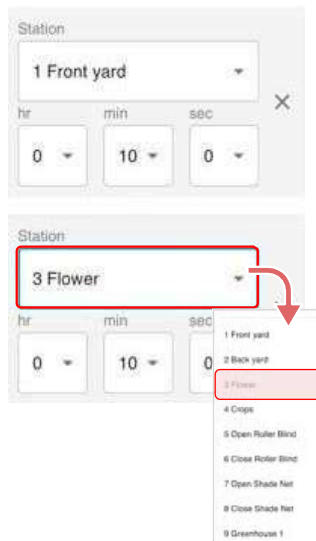 Station
1 Front yard
hr min sec
0 10 0
Station
3 Flower
hr min sec
0 10 0
1 Front yard
2 Back yard
3 Flower
4 Crops
5 Open Roller Blind
6 Close Roller Blind
7 Open Shade Net
8 Close Shade Net
9 Greenhouse 1